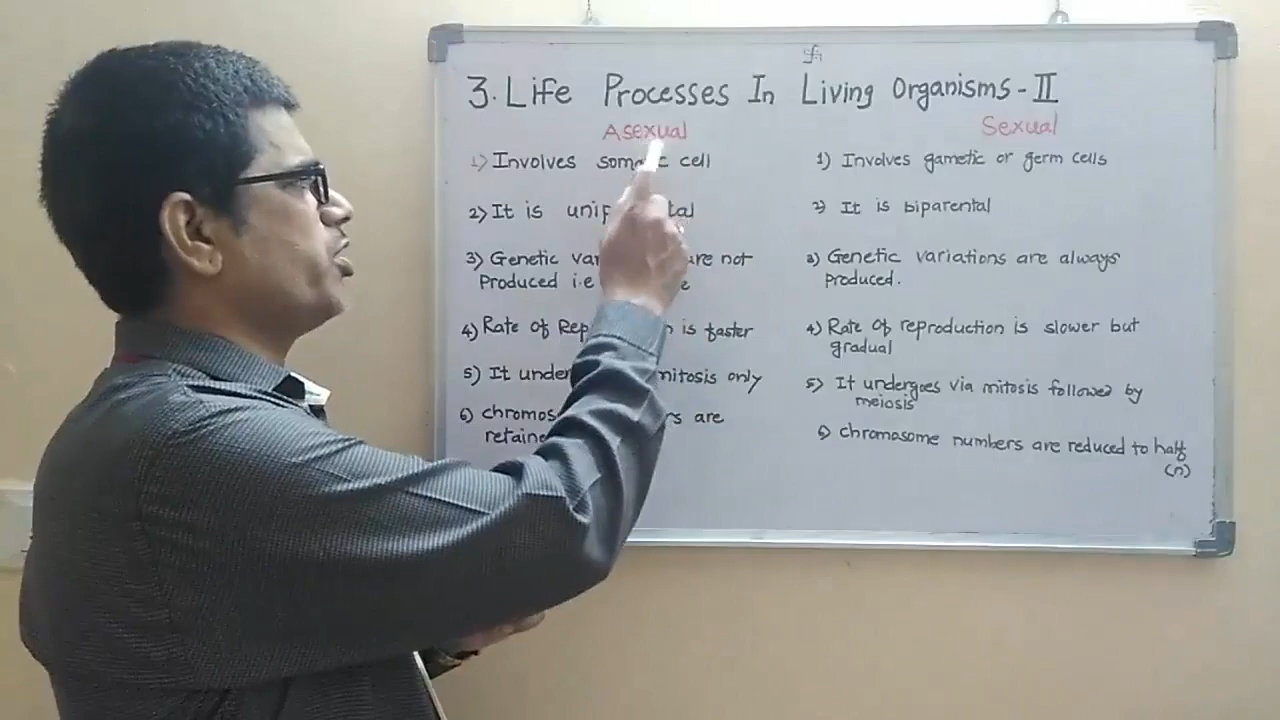 卐
3. Life Processes In Living Organisms - II
Asexual
1) Involves cell
2) It is
3) Genetic are not
Produced i.e
4) Rate of is faster
5) It mitosis only
6) are
Sexual
1) Involves gametic or germ cells
2) It is biparental
3) Genetic variations are always
produced.
4) Rate of reproduction is slower but
gradual
5) It undergoes via mitosis followed by
meiosis
6) chromasome numbers are reduced to half
(n)